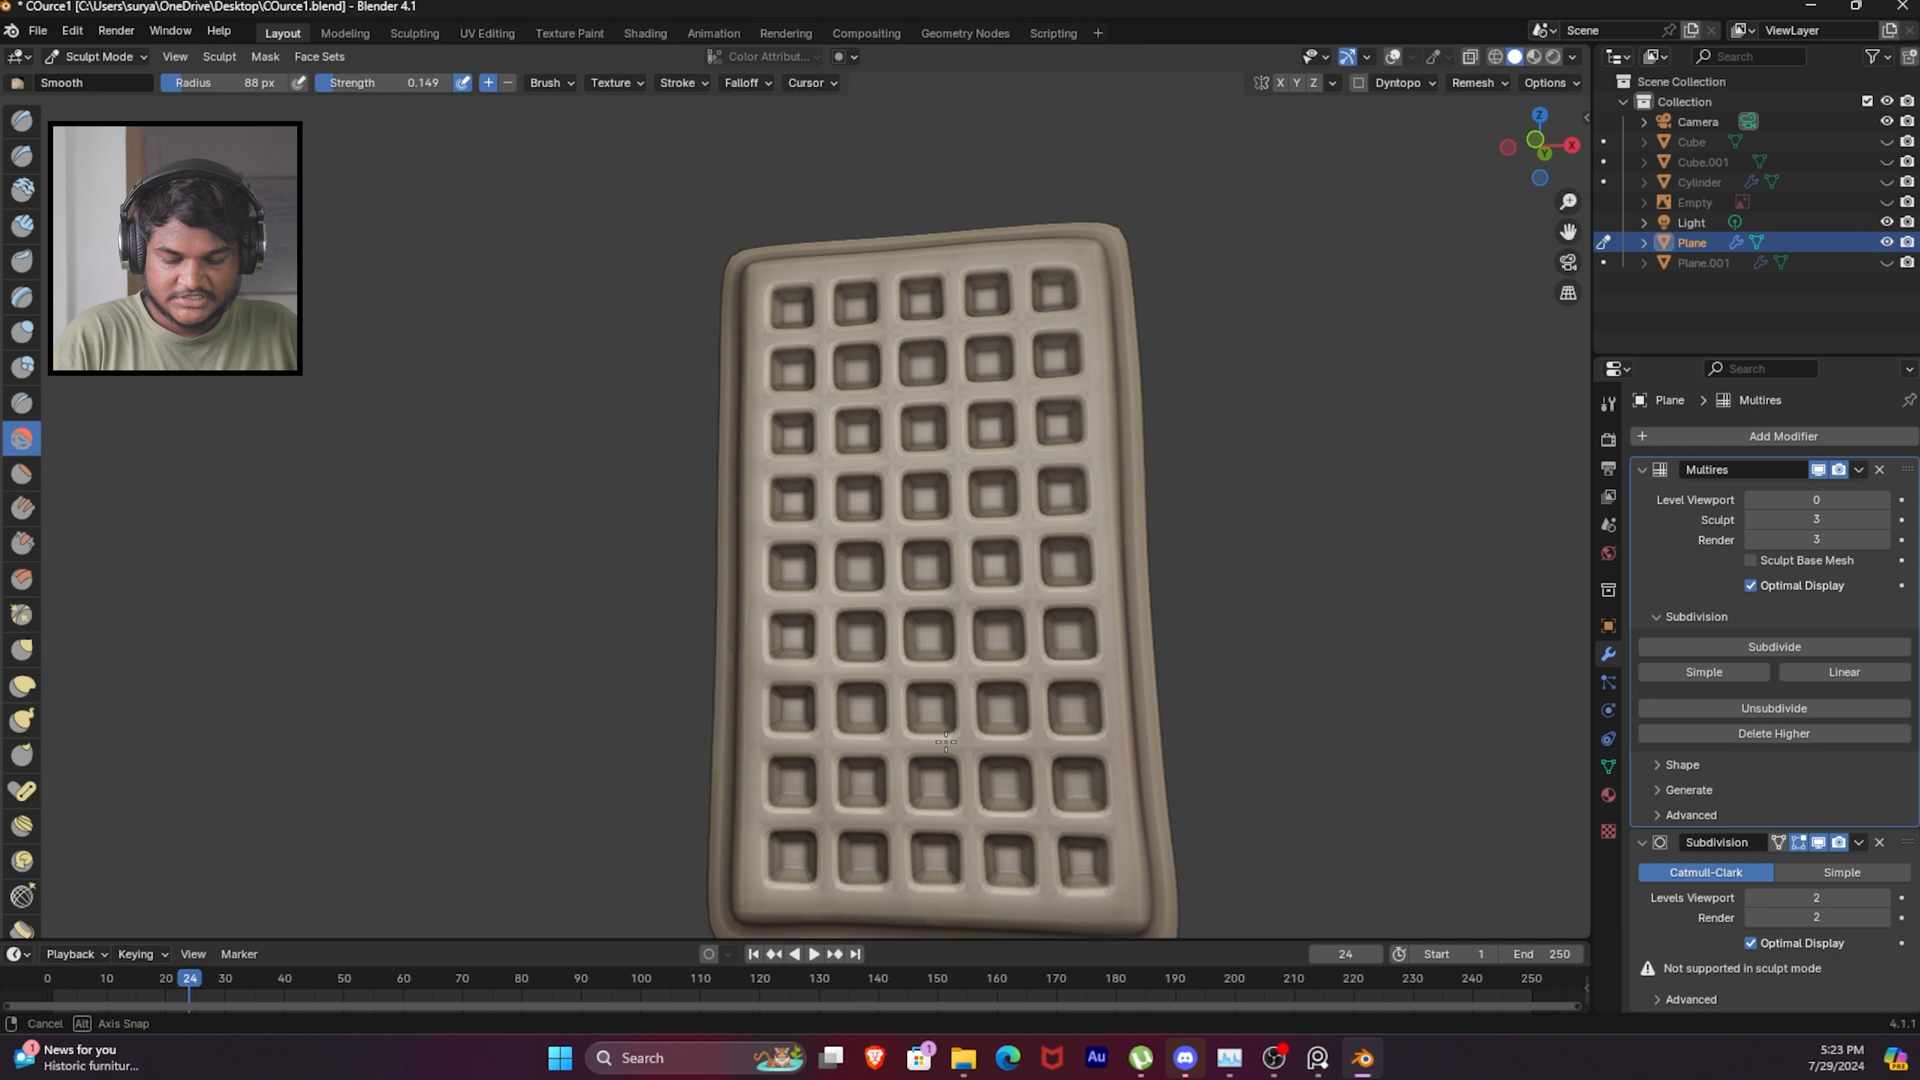 * COurce1 [C:\Users\surya\OneDrive\Desktop\COurce1.blend] - Blender 4.1
File Edit Render Window Help Layout Modeling Sculpting UV Editing Texture Paint Shading Animation Rendering Compositing Geometry Nodes Scripting + Scene ViewLayer
Sculpt Mode View Sculpt Mask Face Sets Color Attribut... Search
Smooth Radius 88 px Strength 0.149 Brush Texture Stroke Falloff Cursor X Y Z Dyntopo Remesh Options
Scene Collection
Collection
Camera
Cube
Cube.001
Cylinder
Empty
Light
Plane
Plane.001
Z
X
Y
Search
Plane > Multires
+ Add Modifier
Multires
Level Viewport 0
Sculpt 3
Render 3
Sculpt Base Mesh
Optimal Display
Subdivision
Subdivide
Simple Linear
Unsubdivide
Delete Higher
Shape
Generate
Advanced
Subdivision
Catmull-Clark Simple
Levels Viewport 2
Render 2
Optimal Display
Not supported in sculpt mode
Advanced
Playback Keying View Marker 24 Start 1 End 250
0 10 20 24 30 40 50 60 70 80 90 100 110 120 130 140 150 160 170 180 190 200 210 220 230 240 250
Cancel Alt Axis Snap 4.1.1
1 News for you
Historic furnitur...
Search
1
Au
PRE
5:23 PM
7/29/2024